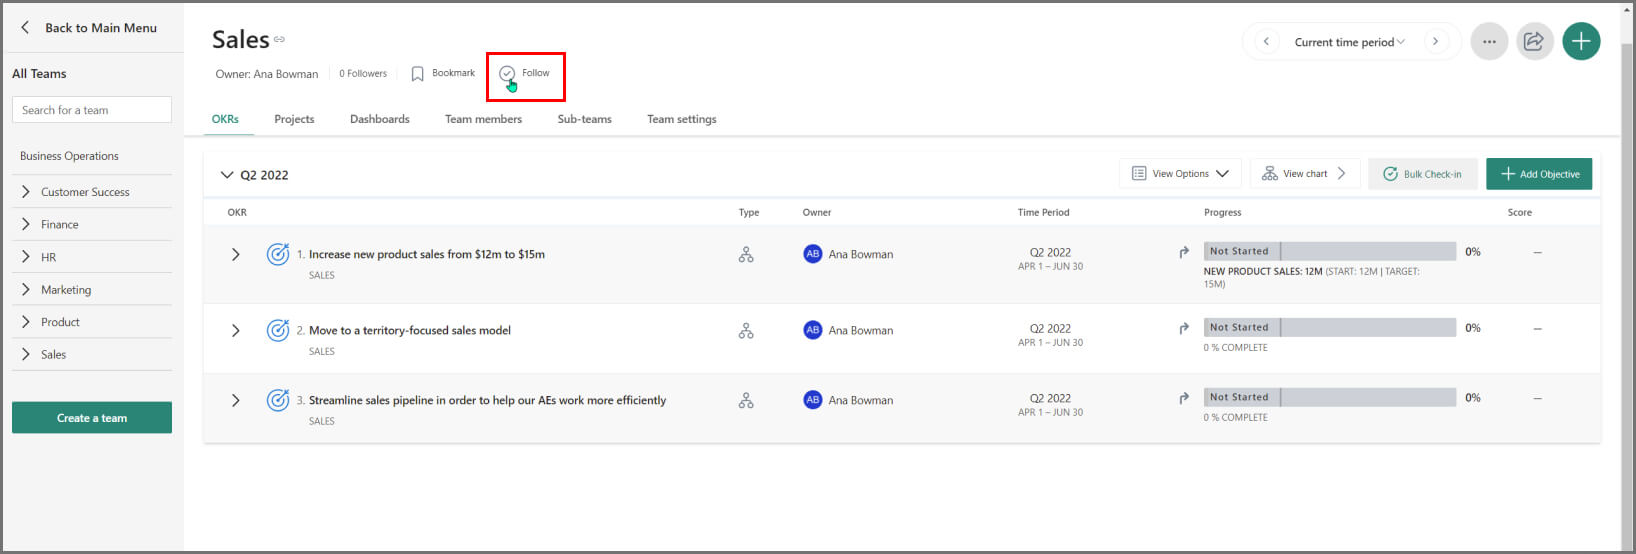 Back to Main Menu
All Teams
Search for a team
Business Operations
Customer Success
Finance
HR
Marketing
Product
Sales
Create a team
Sales
Owner: Ana Bowman
0 Followers
Bookmark
Follow
Current time period
OKRs Projects Dashboards Team members Sub-teams Team settings
Q2 2022
View Options
View chart
Bulk Check-in
Add Objective
OKR Type Owner Time Period Progress Score
1. Increase new product sales from $12m to $15m
SALES
AB Ana Bowman
Q2 2022
APR 1 – JUN 30
Not Started 0% —
NEW PRODUCT SALES: 12M (START: 12M | TARGET:
15M)
2. Move to a territory-focused sales model
SALES
AB Ana Bowman
Q2 2022
APR 1 – JUN 30
Not Started 0% —
0 % COMPLETE
3. Streamline sales pipeline in order to help our AEs work more efficiently
SALES
AB Ana Bowman
Q2 2022
APR 1 – JUN 30
Not Started 0% —
0 % COMPLETE